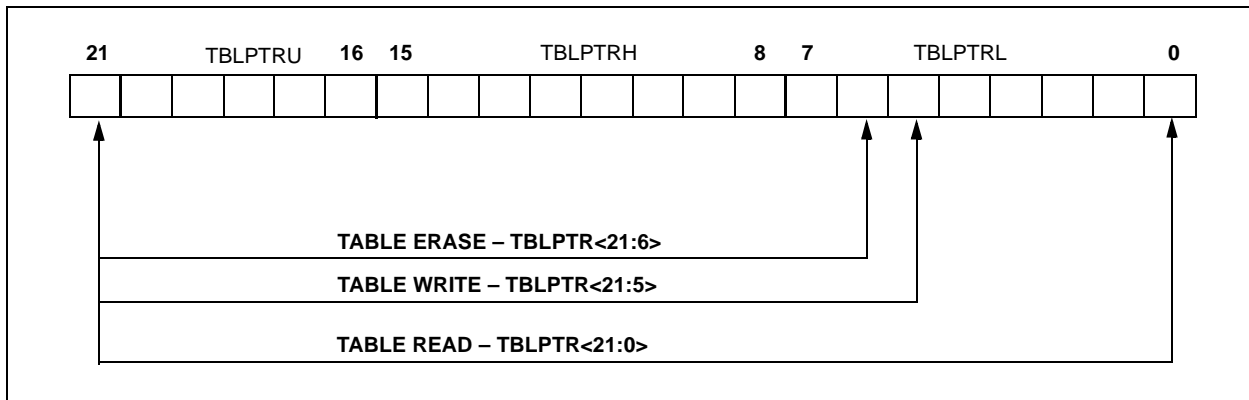 21 TBLPTRU 16 15 TBLPTRH 8 7 TBLPTRL 0
TABLE ERASE – TBLPTR<21:6>
TABLE WRITE – TBLPTR<21:5>
TABLE READ – TBLPTR<21:0>